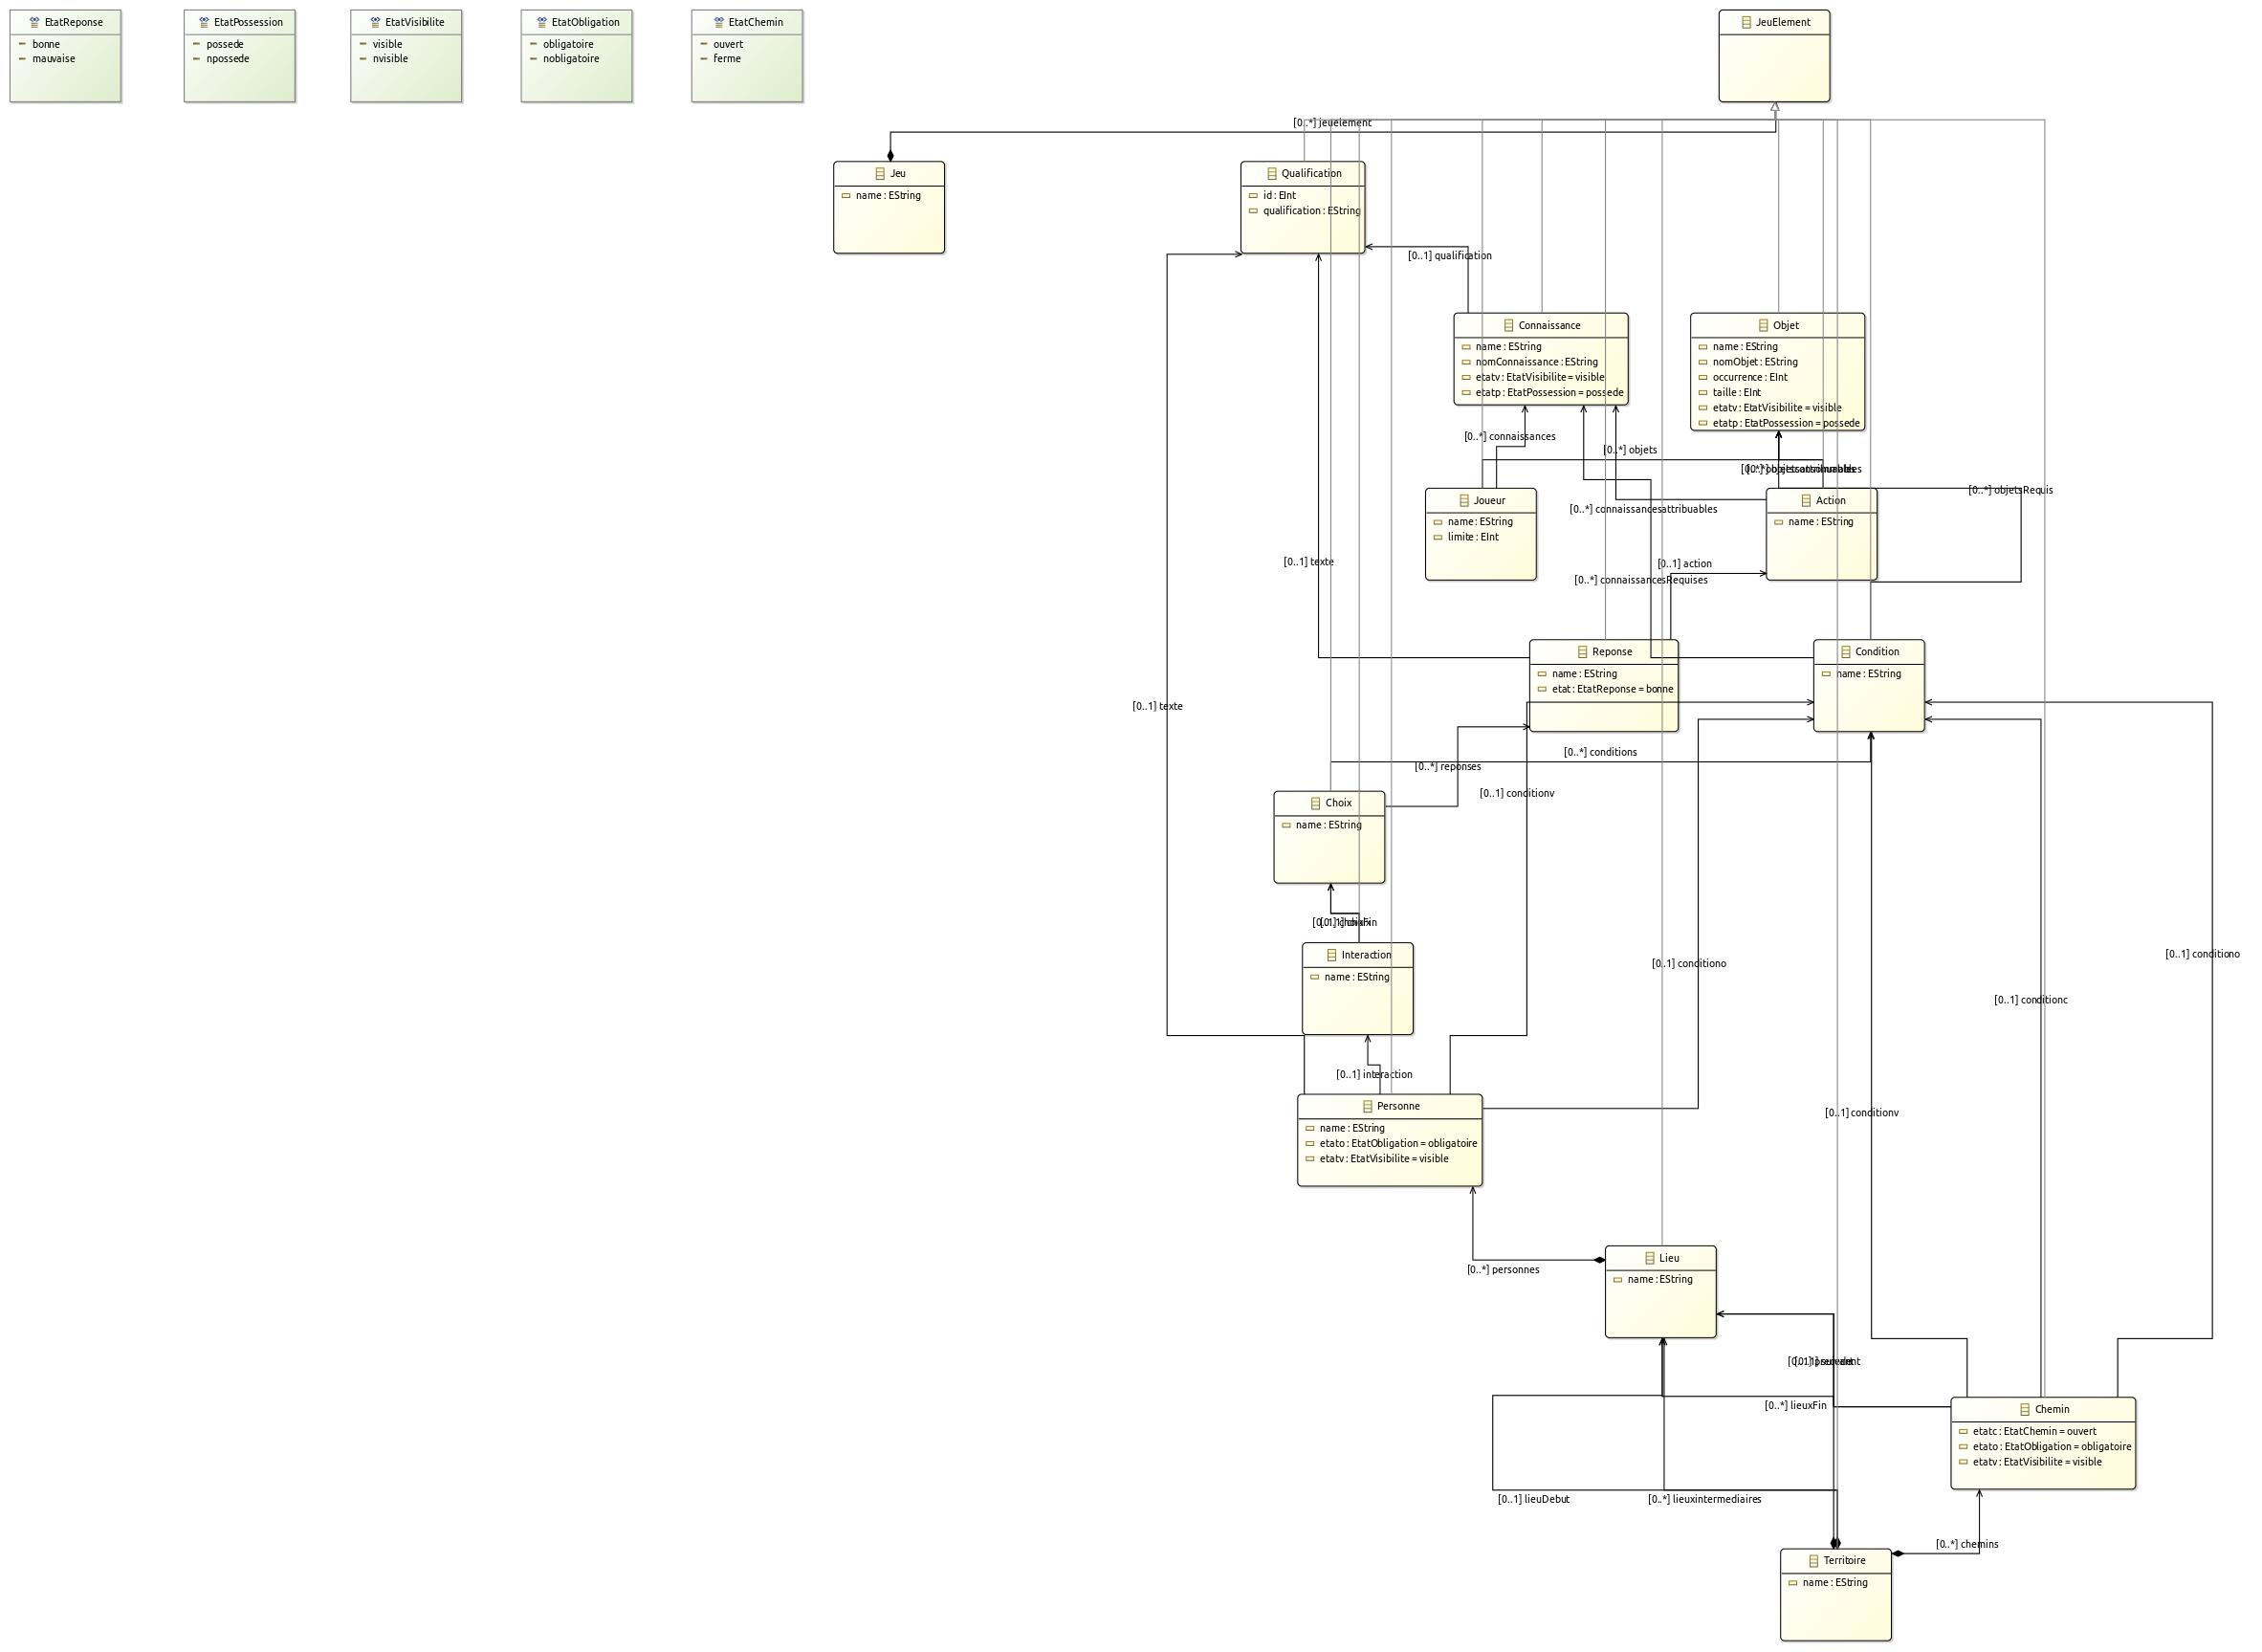 EtatReponse
bonne
mauvaise
EtatPossession
possede
npossede
EtatVisibilite
visible
nvisible
EtatObligation
obligatoire
nobligatoire
EtatChemin
ouvert
ferme
JeuElement
[0..*] jeuelement
Jeu
name : EString
Qualification
id : EInt
qualification : EString
[0..1] qualification
Connaissance
name : EString
nomConnaissance : EString
etatv : EtatVisibilite = visible
etatp : EtatPossession = possede
Objet
name : EString
nomObjet : EString
occurrence : EInt
taille : EInt
etatv : EtatVisibilite = visible
etatp : EtatPossession = possede
[0..*] connaissances
[0..*] objets
[0..*] objetsRequis
Joueur
name : EString
limite : EInt
[0..*] connaissancesattribuables
Action
name : EString
[0..1] texte
[0..1] action
[0..*] connaissancesRequises
Reponse
name : EString
etat : EtatReponse = bonne
Condition
name : EString
[0..1] texte
[0..*] conditions
[0..*] reponses
[0..1] conditionv
Choix
name : EString
Interaction
name : EString
[0..1] conditiono
[0..1] conditiono
[0..1] conditionc
[0..1] interaction
[0..1] conditionv
Personne
name : EString
etato : EtatObligation = obligatoire
etatv : EtatVisibilite = visible
[0..*] personnes
Lieu
name : EString
[0..*] lieuxFin
Chemin
etatc : EtatChemin = ouvert
etato : EtatObligation = obligatoire
etatv : EtatVisibilite = visible
[0..1] lieuDebut
[0..*] lieuxintermediaires
[0..*] chemins
Territoire
name : EString